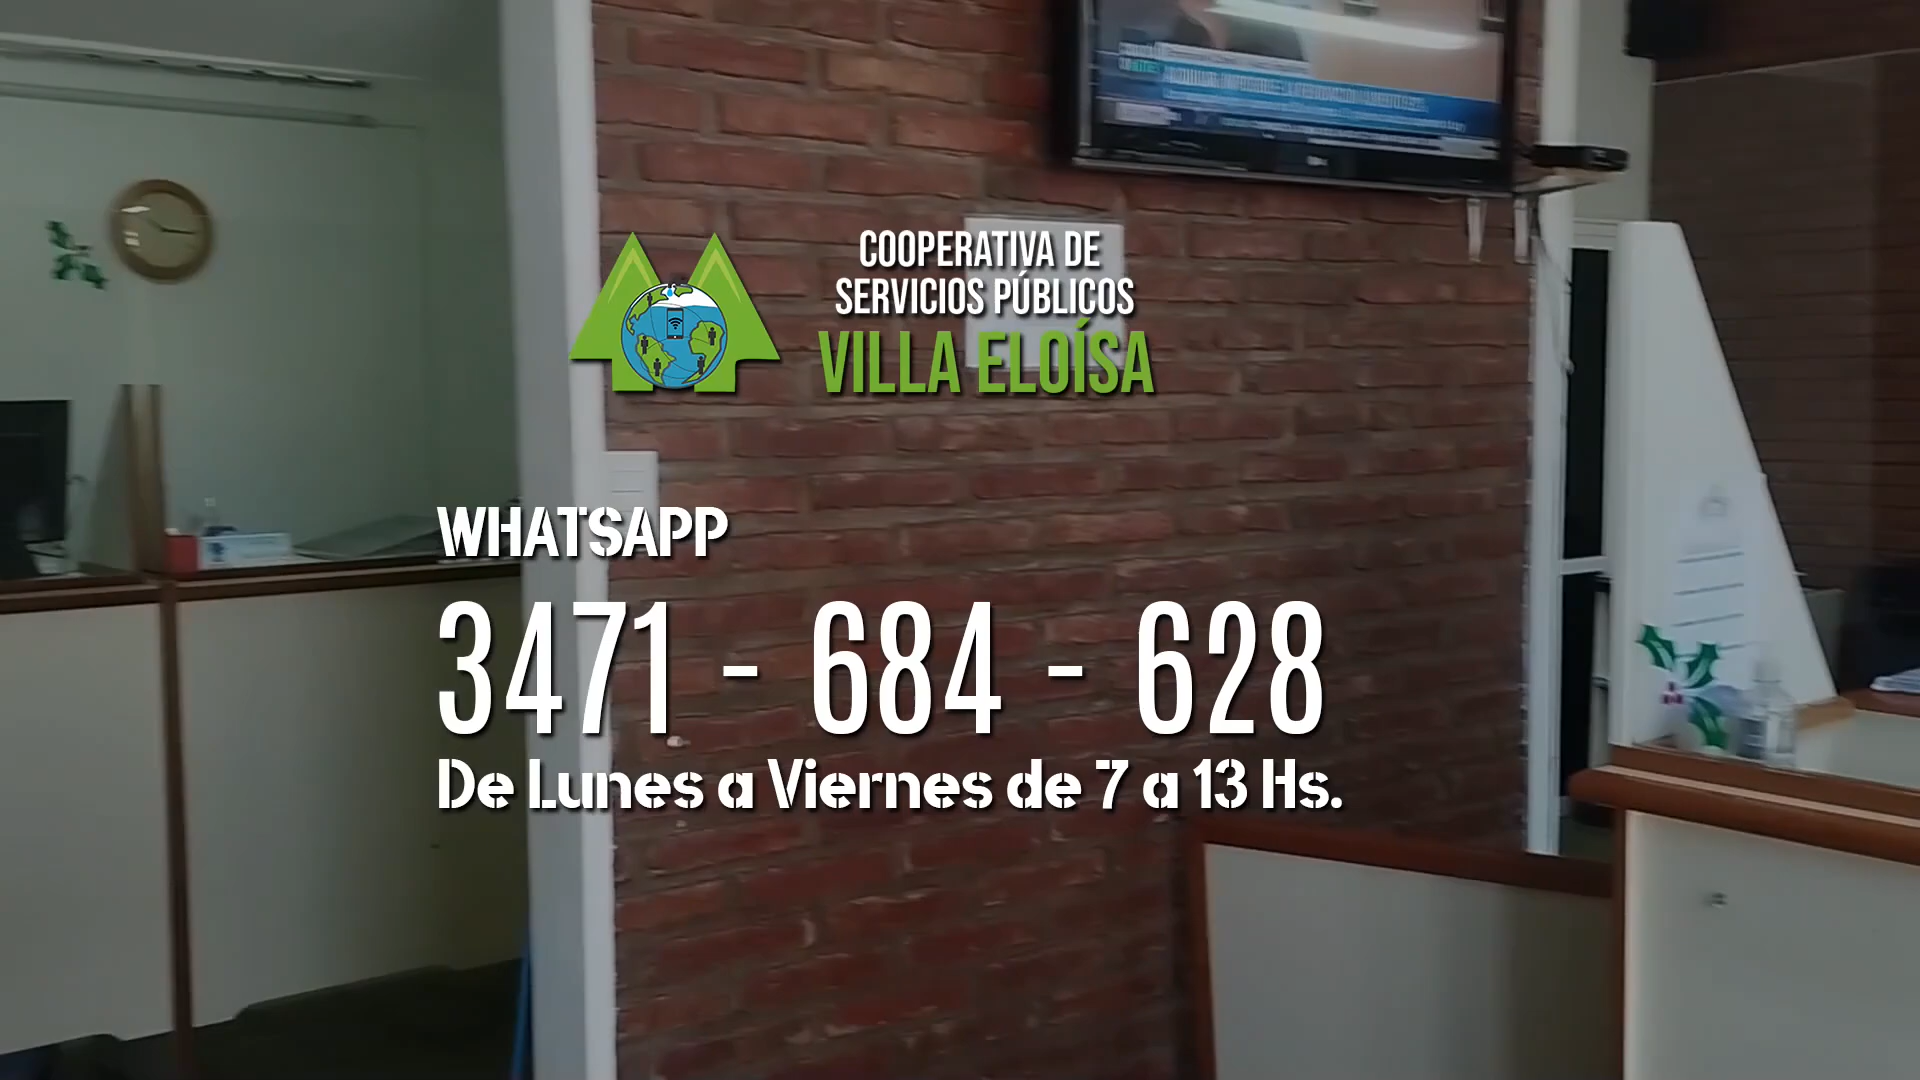 COOPERATIVA DE
SERVICIOS PÚBLICOS
VILLA ELOÍSA
WHATSAPP
3471 - 684 - 628
De Lunes a Viernes de 7 a 13 Hs.